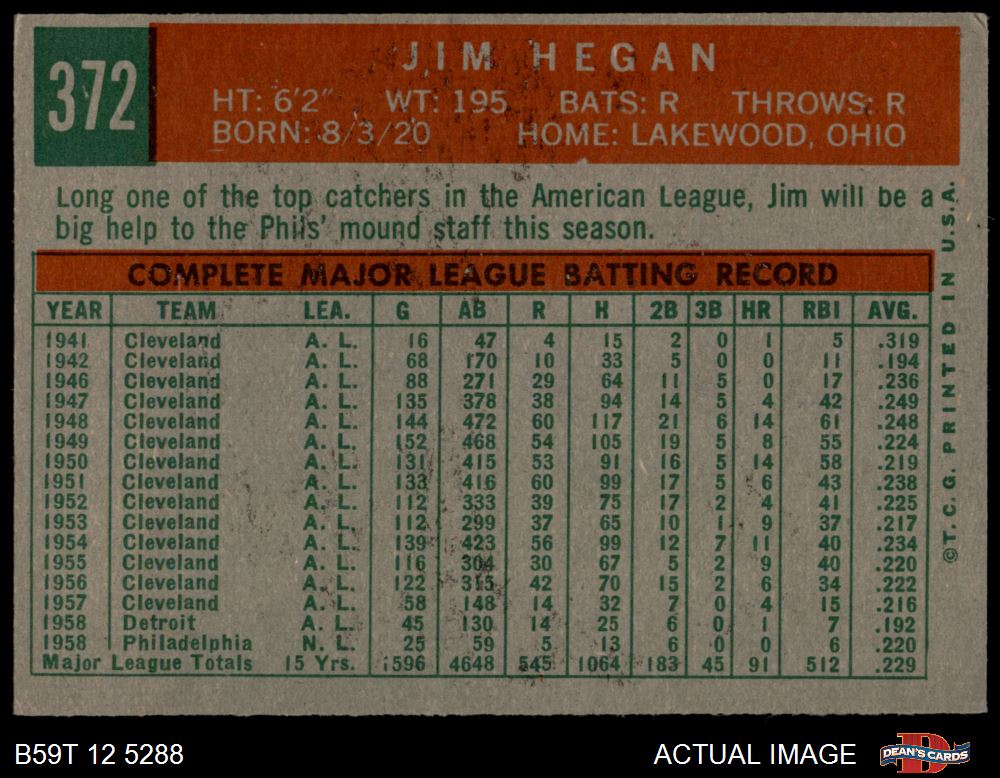 372
JIM HEGAN
HT: 6'2" WT: 195 BATS: R THROWS: R
BORN: 8/3/20 HOME: LAKEWOOD, OHIO
Long one of the top catchers in the American League, Jim will be a
big help to the Phils' mound staff this season.
COMPLETE MAJOR LEAGUE BATTING RECORD
YEAR TEAM LEA. G AB R H 2B 3B HR RBI AVG.
1941 Cleveland A. L. 16 47 4 15 2 0 1 5 .319
1942 Cleveland A. L. 68 170 10 33 5 0 0 11 .194
1946 Cleveland A. L. 88 271 29 64 11 5 0 17 .236
1947 Cleveland A. L. 135 378 38 94 14 5 4 42 .249
1948 Cleveland A. L. 144 472 60 117 21 6 14 61 .248
1949 Cleveland A. L. 152 468 54 105 19 5 8 55 .224
1950 Cleveland A. L. 131 415 53 91 16 5 14 58 .219
1951 Cleveland A. L. 133 416 60 99 17 5 6 43 .238
1952 Cleveland A. L. 112 333 39 75 17 2 4 41 .225
1953 Cleveland A. L. 112 299 37 65 10 1 9 37 .217
1954 Cleveland A. L. 139 423 56 99 12 7 11 40 .234
1955 Cleveland A. L. 116 304 30 67 5 2 9 40 .220
1956 Cleveland A. L. 122 315 42 70 15 2 6 34 .222
1957 Cleveland A. L. 58 148 14 32 7 0 4 15 .216
1958 Detroit A. L. 45 130 14 25 6 0 1 7 .192
1958 Philadelphia N. L. 25 59 5 13 6 0 0 6 .220
Major League Totals 15 Yrs. 1596 4648 545 1064 183 45 91 512 .229
©T.C.G. PRINTED IN U.S.A.
B59T 12 5288
ACTUAL IMAGE
DEAN'S CARDS